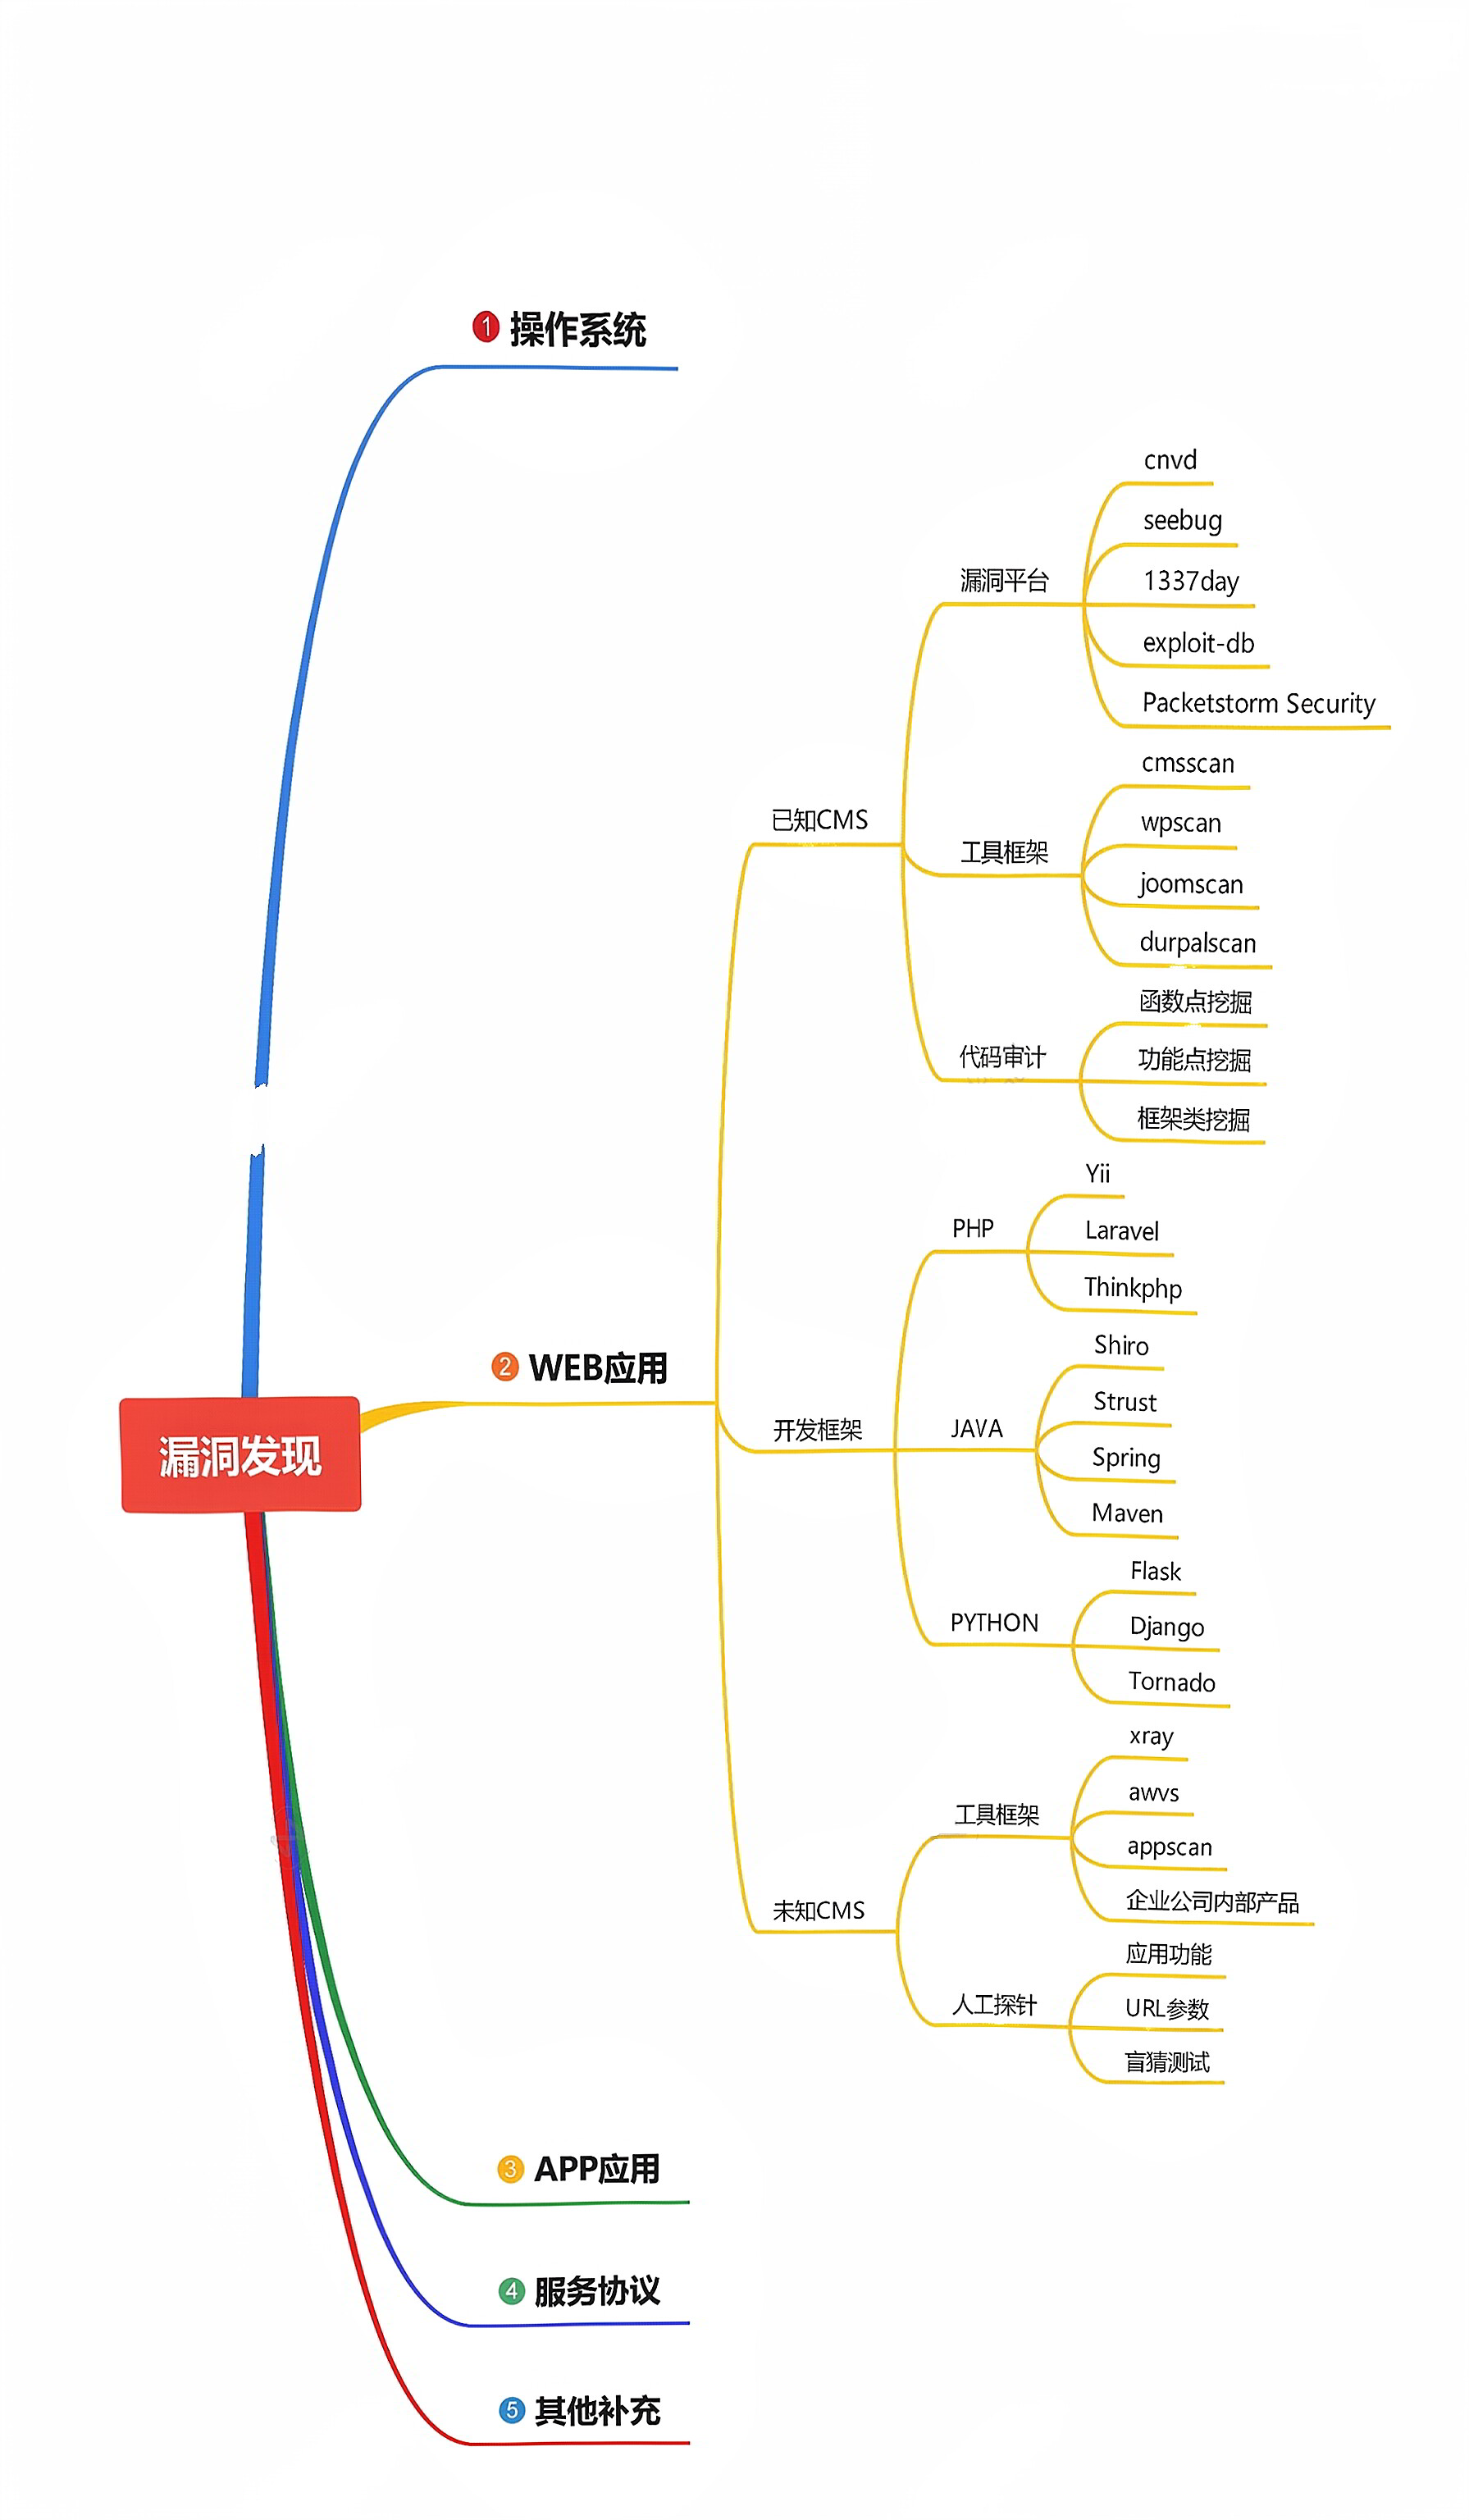 ① 操作系统
cnvd
seebug
漏洞平台
1337day
exploit-db
Packetstorm Security
cmsscan
已知CMS
wpscan
工具框架
joomscan
durpalscan
函数点挖掘
代码审计
功能点挖掘
框架类挖掘
Yii
PHP
Laravel
Thinkphp
Shiro
② WEB应用
Strust
开发框架
JAVA
漏洞发现
Spring
Maven
Flask
PYTHON
Django
Tornado
xray
awvs
工具框架
appscan
企业公司内部产品
未知CMS
应用功能
人工探针
URL参数
盲猜测试
③ APP应用
④ 服务协议
⑤ 其他补充